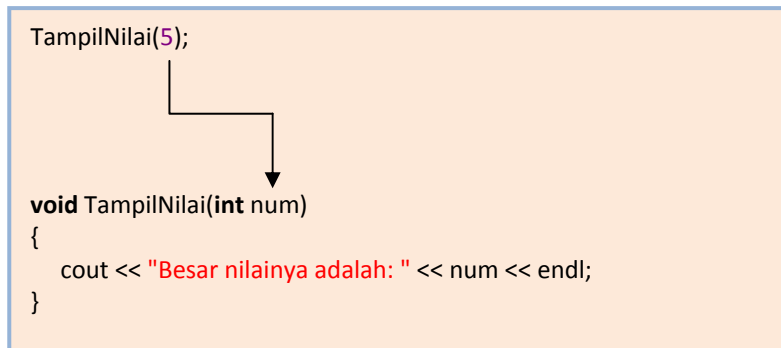 TampilNilai(5);
void TampilNilai(int num)
{
cout << "Besar nilainya adalah: " << num << endl;
}